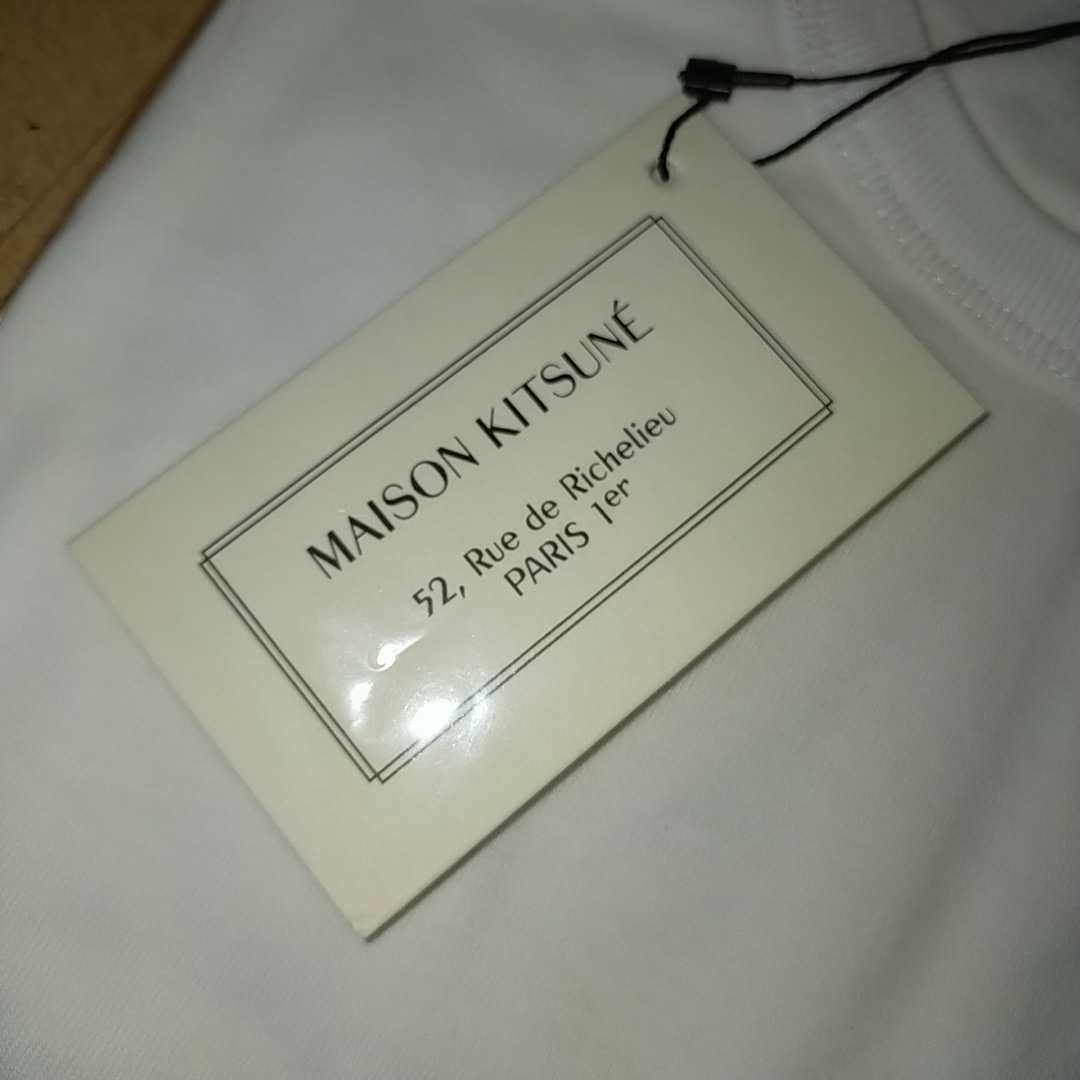 MAISON KITSUNÉ
52, Rue de Richelieu
PARIS 1er